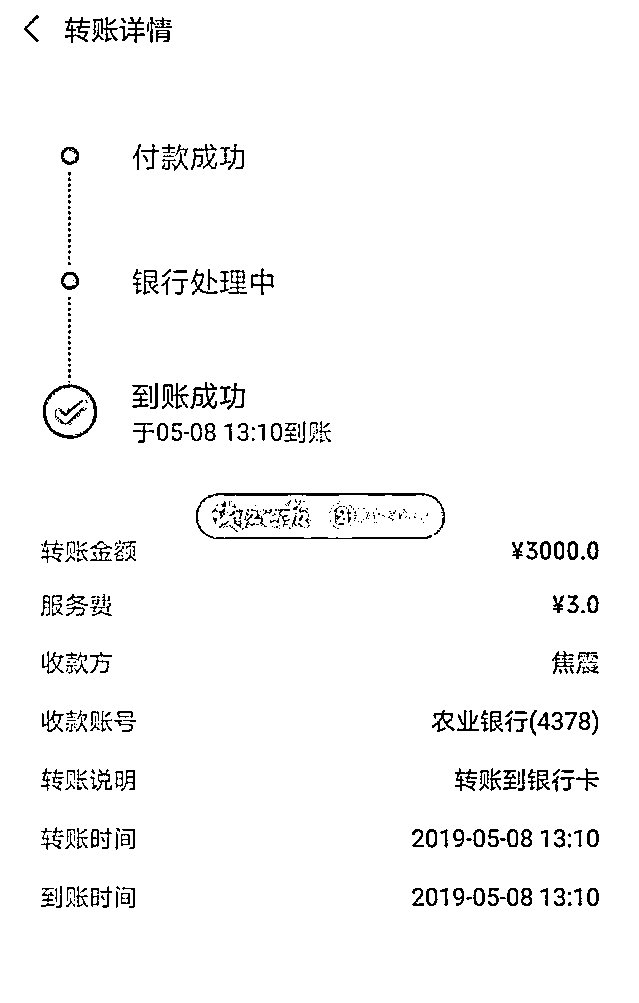 转账详情
付款成功
银行处理中
到账成功
于05-08 13:10到账
转账金额 ¥3000.0
服务费 ¥3.0
收款方 焦震
收款账号 农业银行(4378)
转账说明 转账到银行卡
转账时间 2019-05-08 13:10
到账时间 2019-05-08 13:10